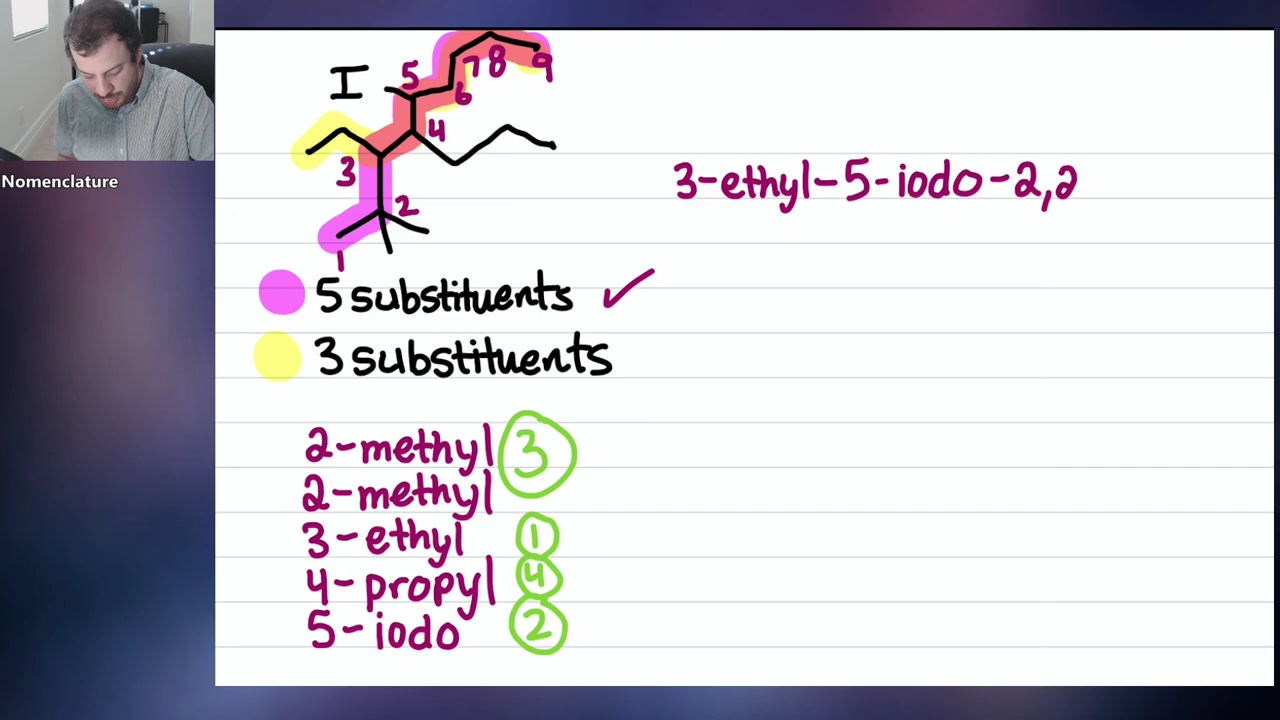 I
5
7
8
9
6
4
3
2
1
Nomenclature
3-ethyl-5-iodo-2,2
5 substituents ✓
3 substituents
2-methyl 3
2-methyl
3-ethyl 1
4-propyl 4
5-iodo 2